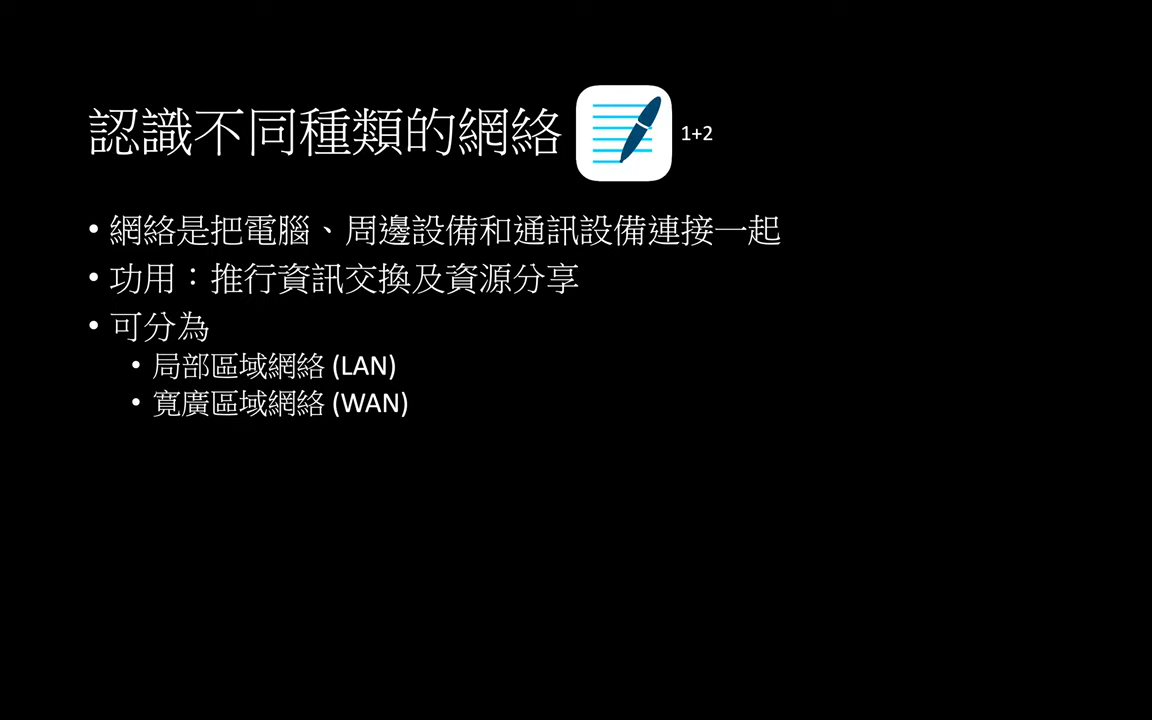 認識不同種類的網絡 1+2
• 網絡是把電腦、周邊設備和通訊設備連接一起
• 功用：推行資訊交換及資源分享
• 可分為
• 局部區域網絡 (LAN)
• 寬廣區域網絡 (WAN)